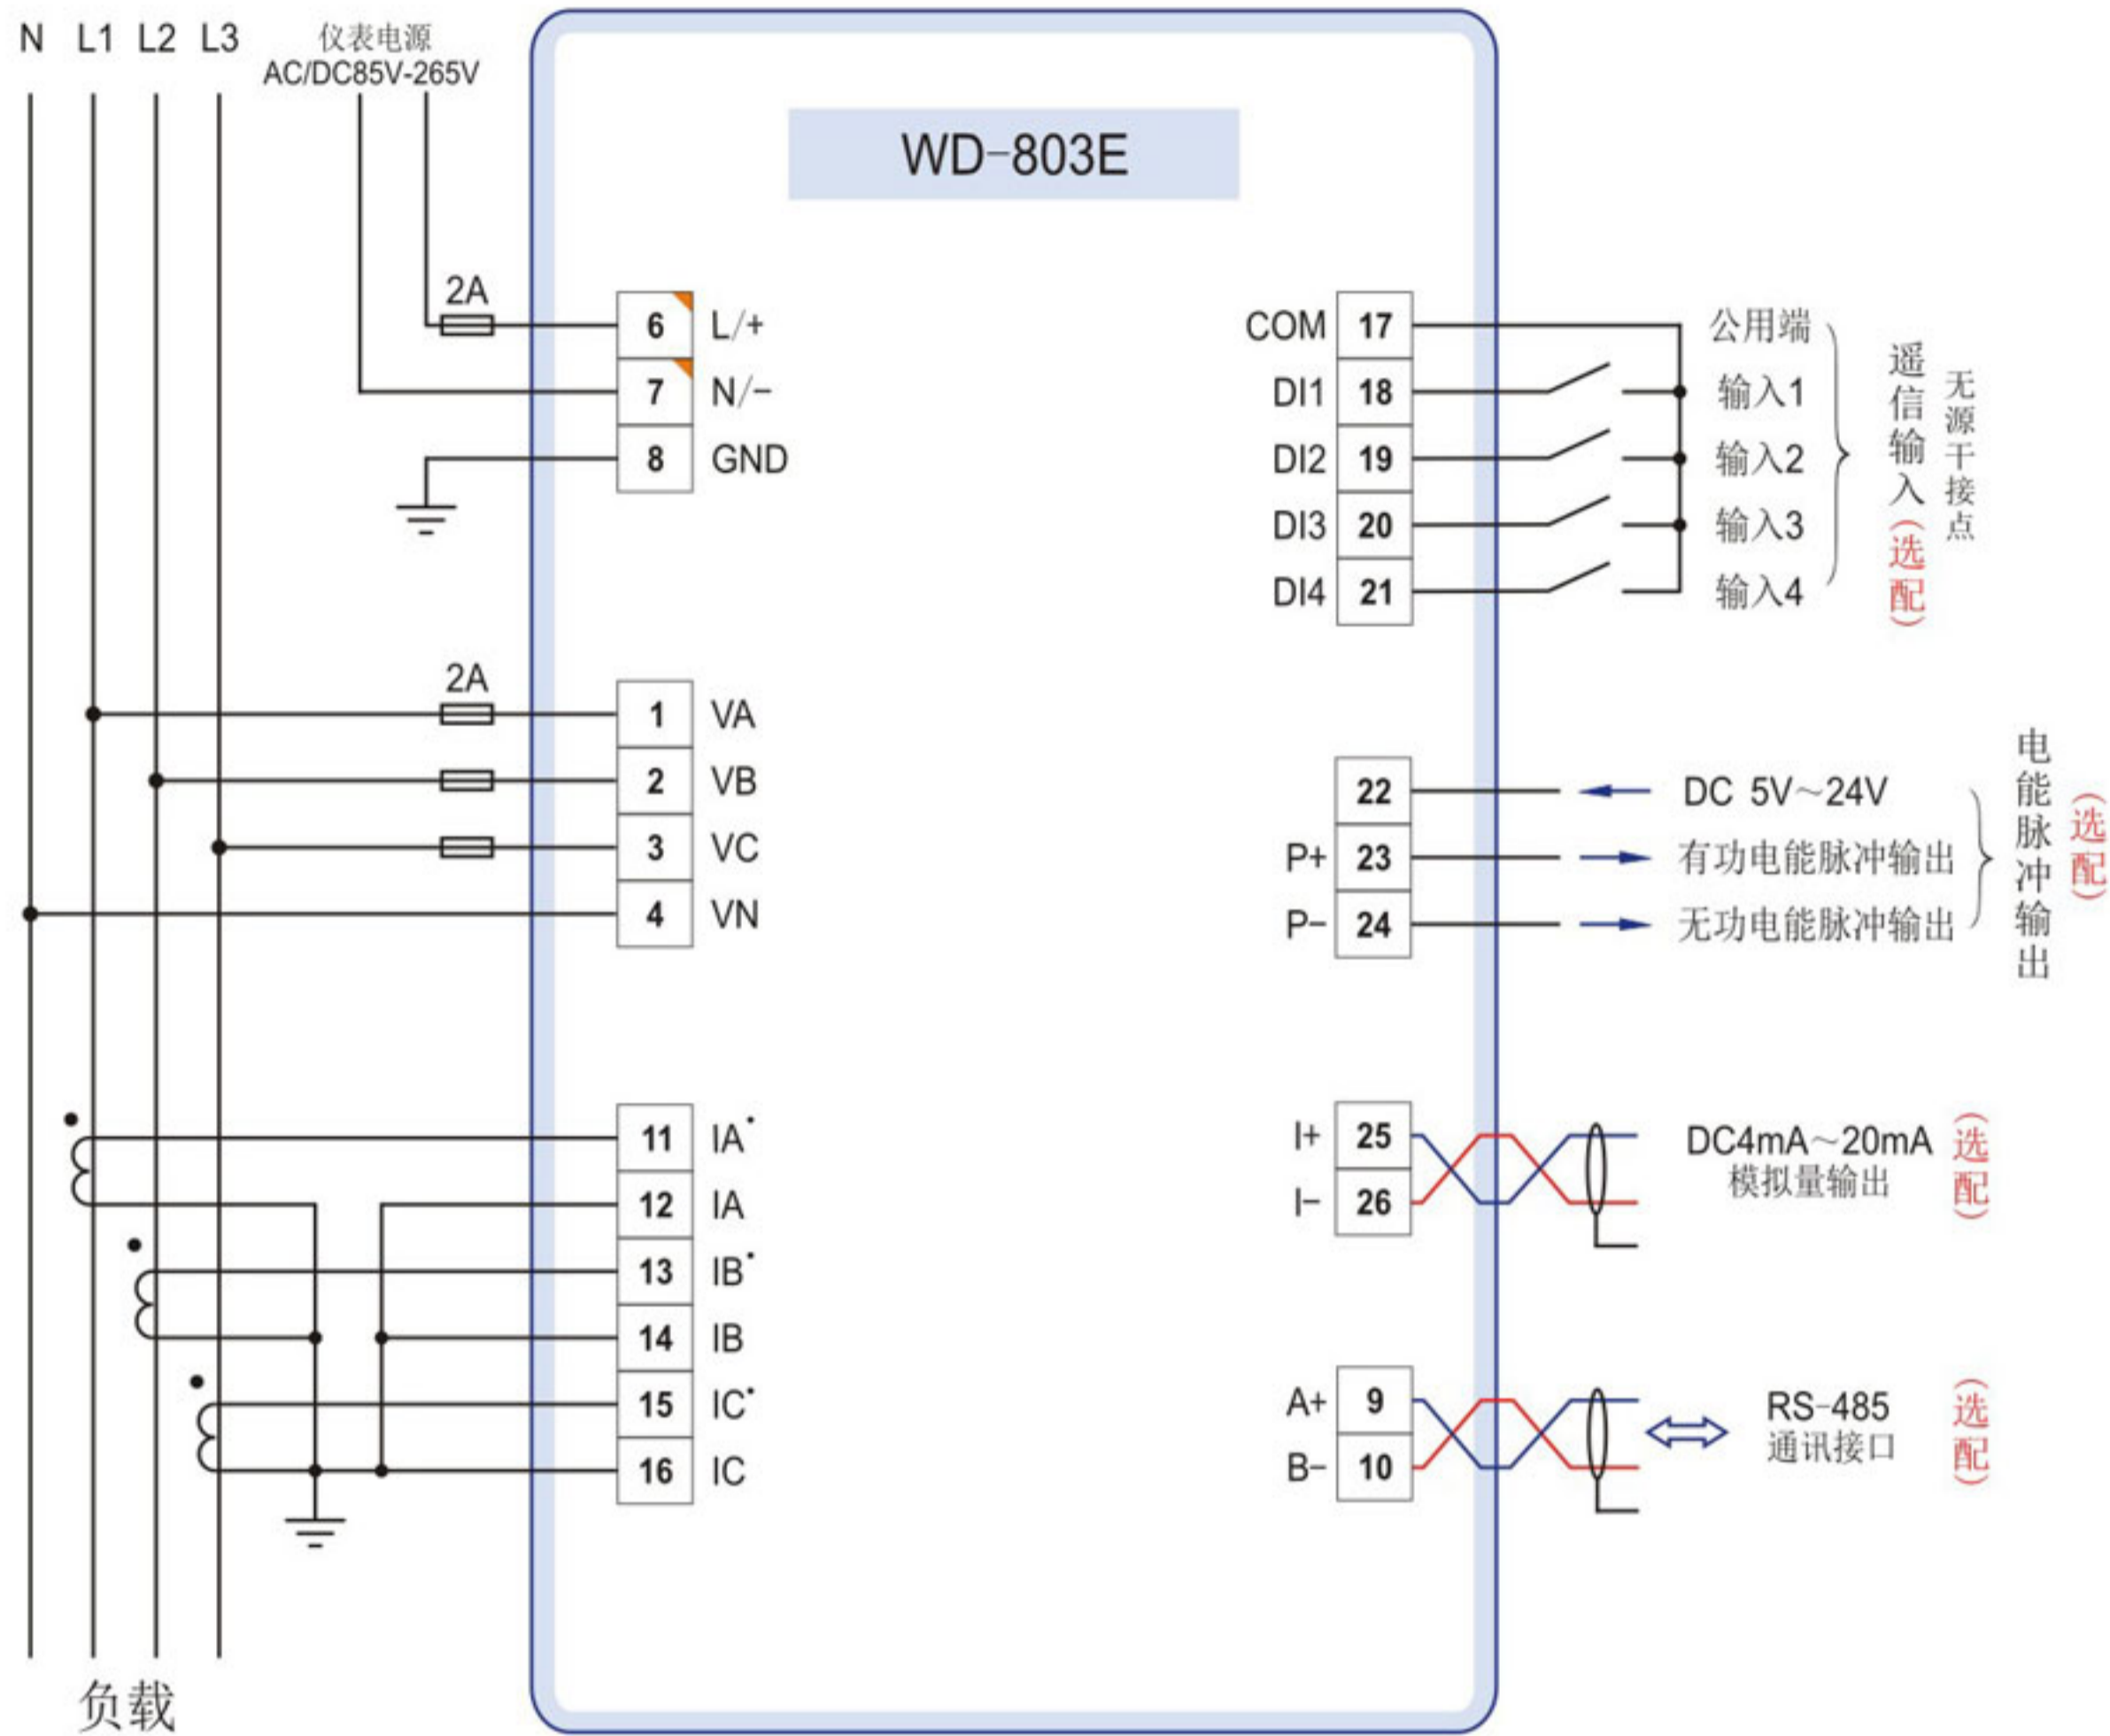 N L1 L2 L3
仪表电源
AC/DC85V-265V
WD-803E
2A
6 L/+
7 N/-
8 GND
2A
1 VA
2 VB
3 VC
4 VN
11 IA•
12 IA
13 IB•
14 IB
15 IC•
16 IC
负载
COM 17 公用端
DI1 18 输入1
DI2 19 输入2
DI3 20 输入3
DI4 21 输入4
遥信输入(选配)
无源干接点
22 DC 5V～24V
P+ 23 有功电能脉冲输出
P- 24 无功电能脉冲输出
电能脉冲输出
(选配)
I+ 25
I- 26
DC4mA～20mA
模拟量输出
(选配)
A+ 9
B- 10
RS-485
通讯接口
(选配)